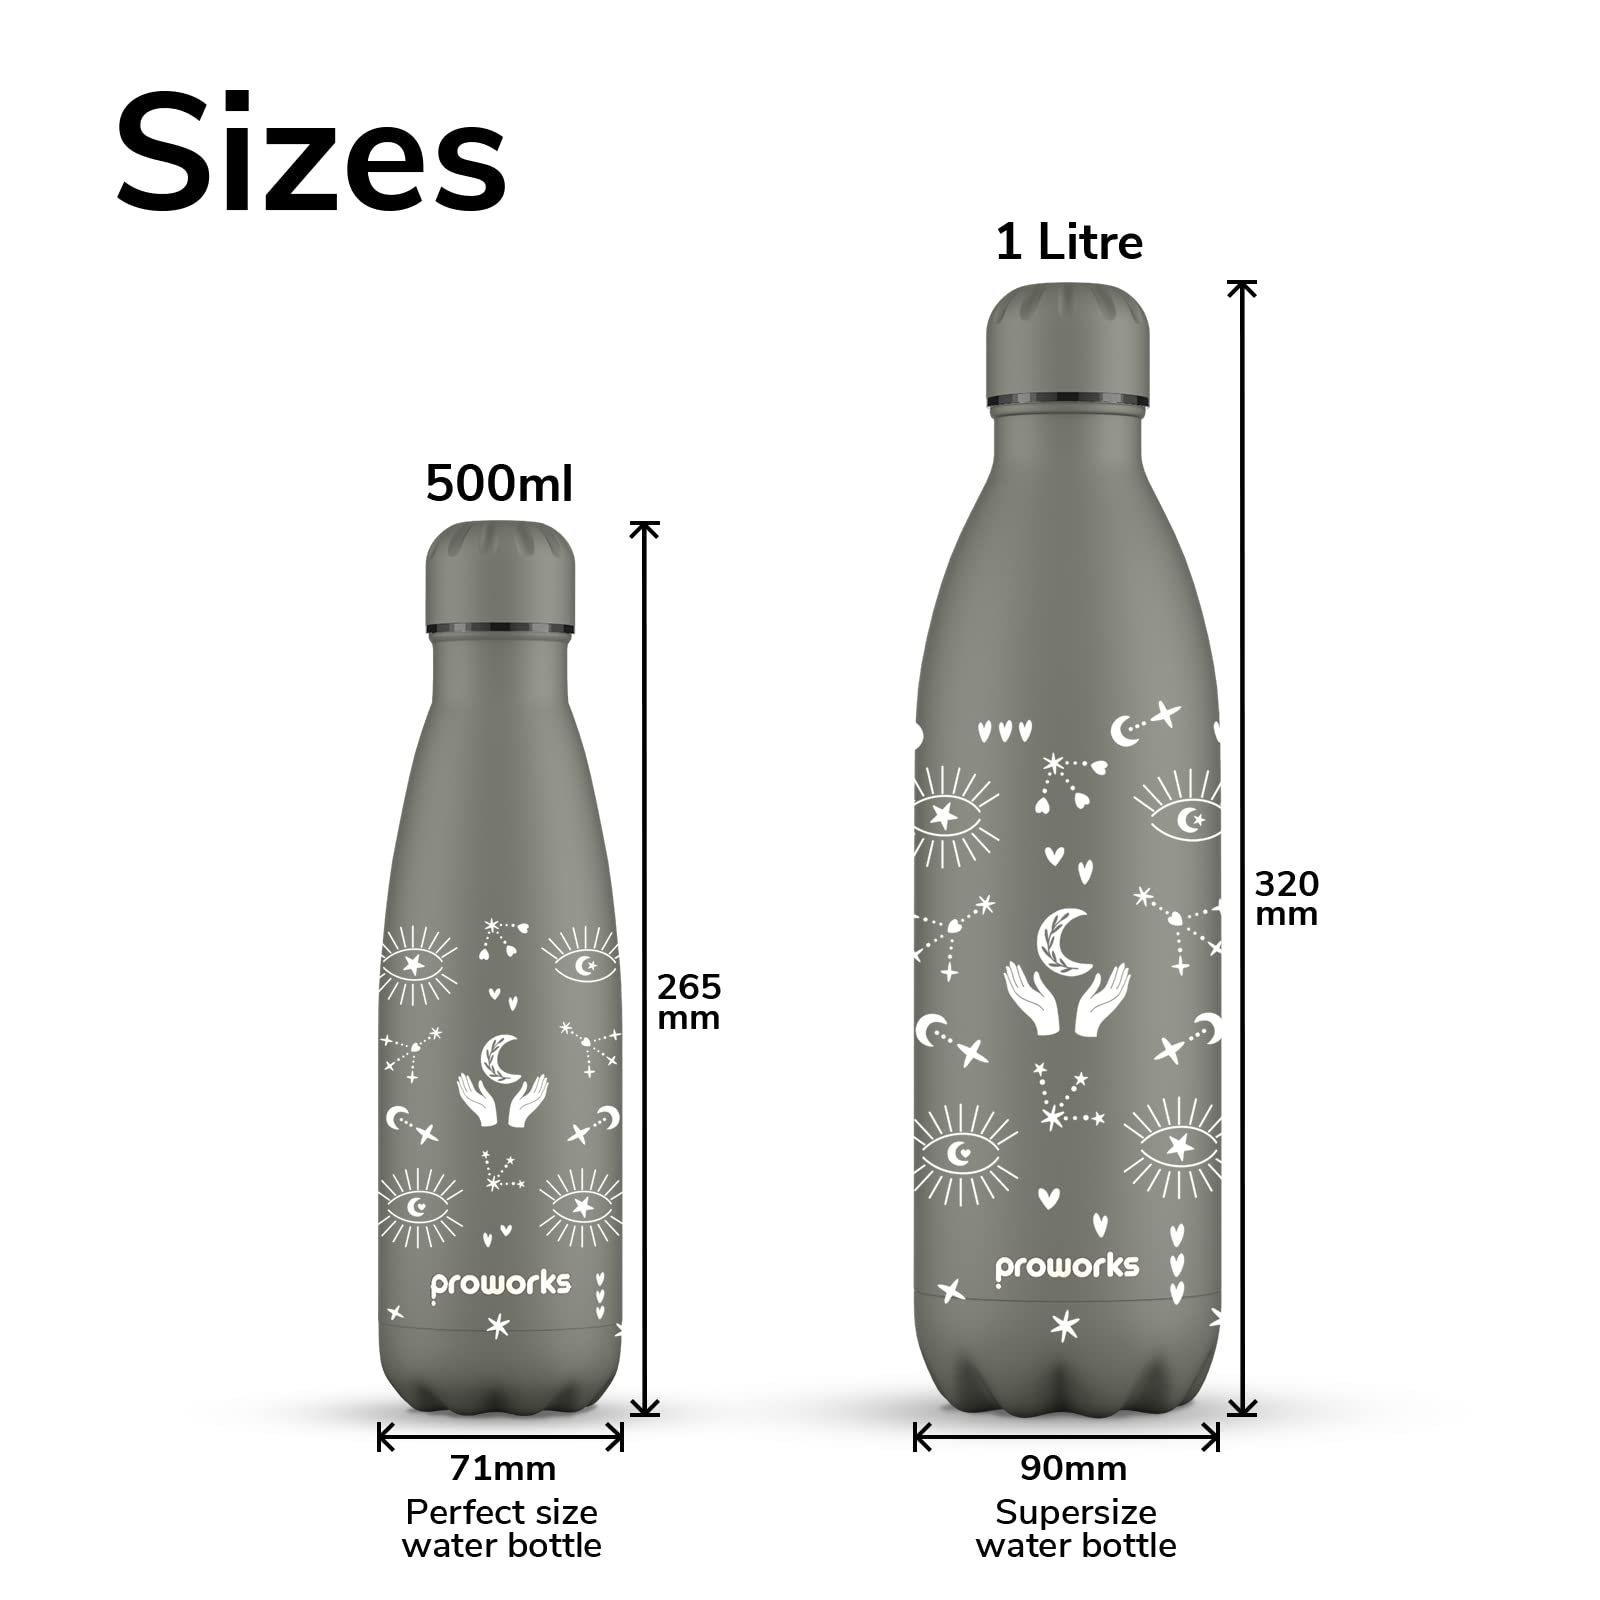 Sizes
1 Litre
500ml
320
mm
265
mm
proworks
proworks
71mm
Perfect size
water bottle
90mm
Supersize
water bottle